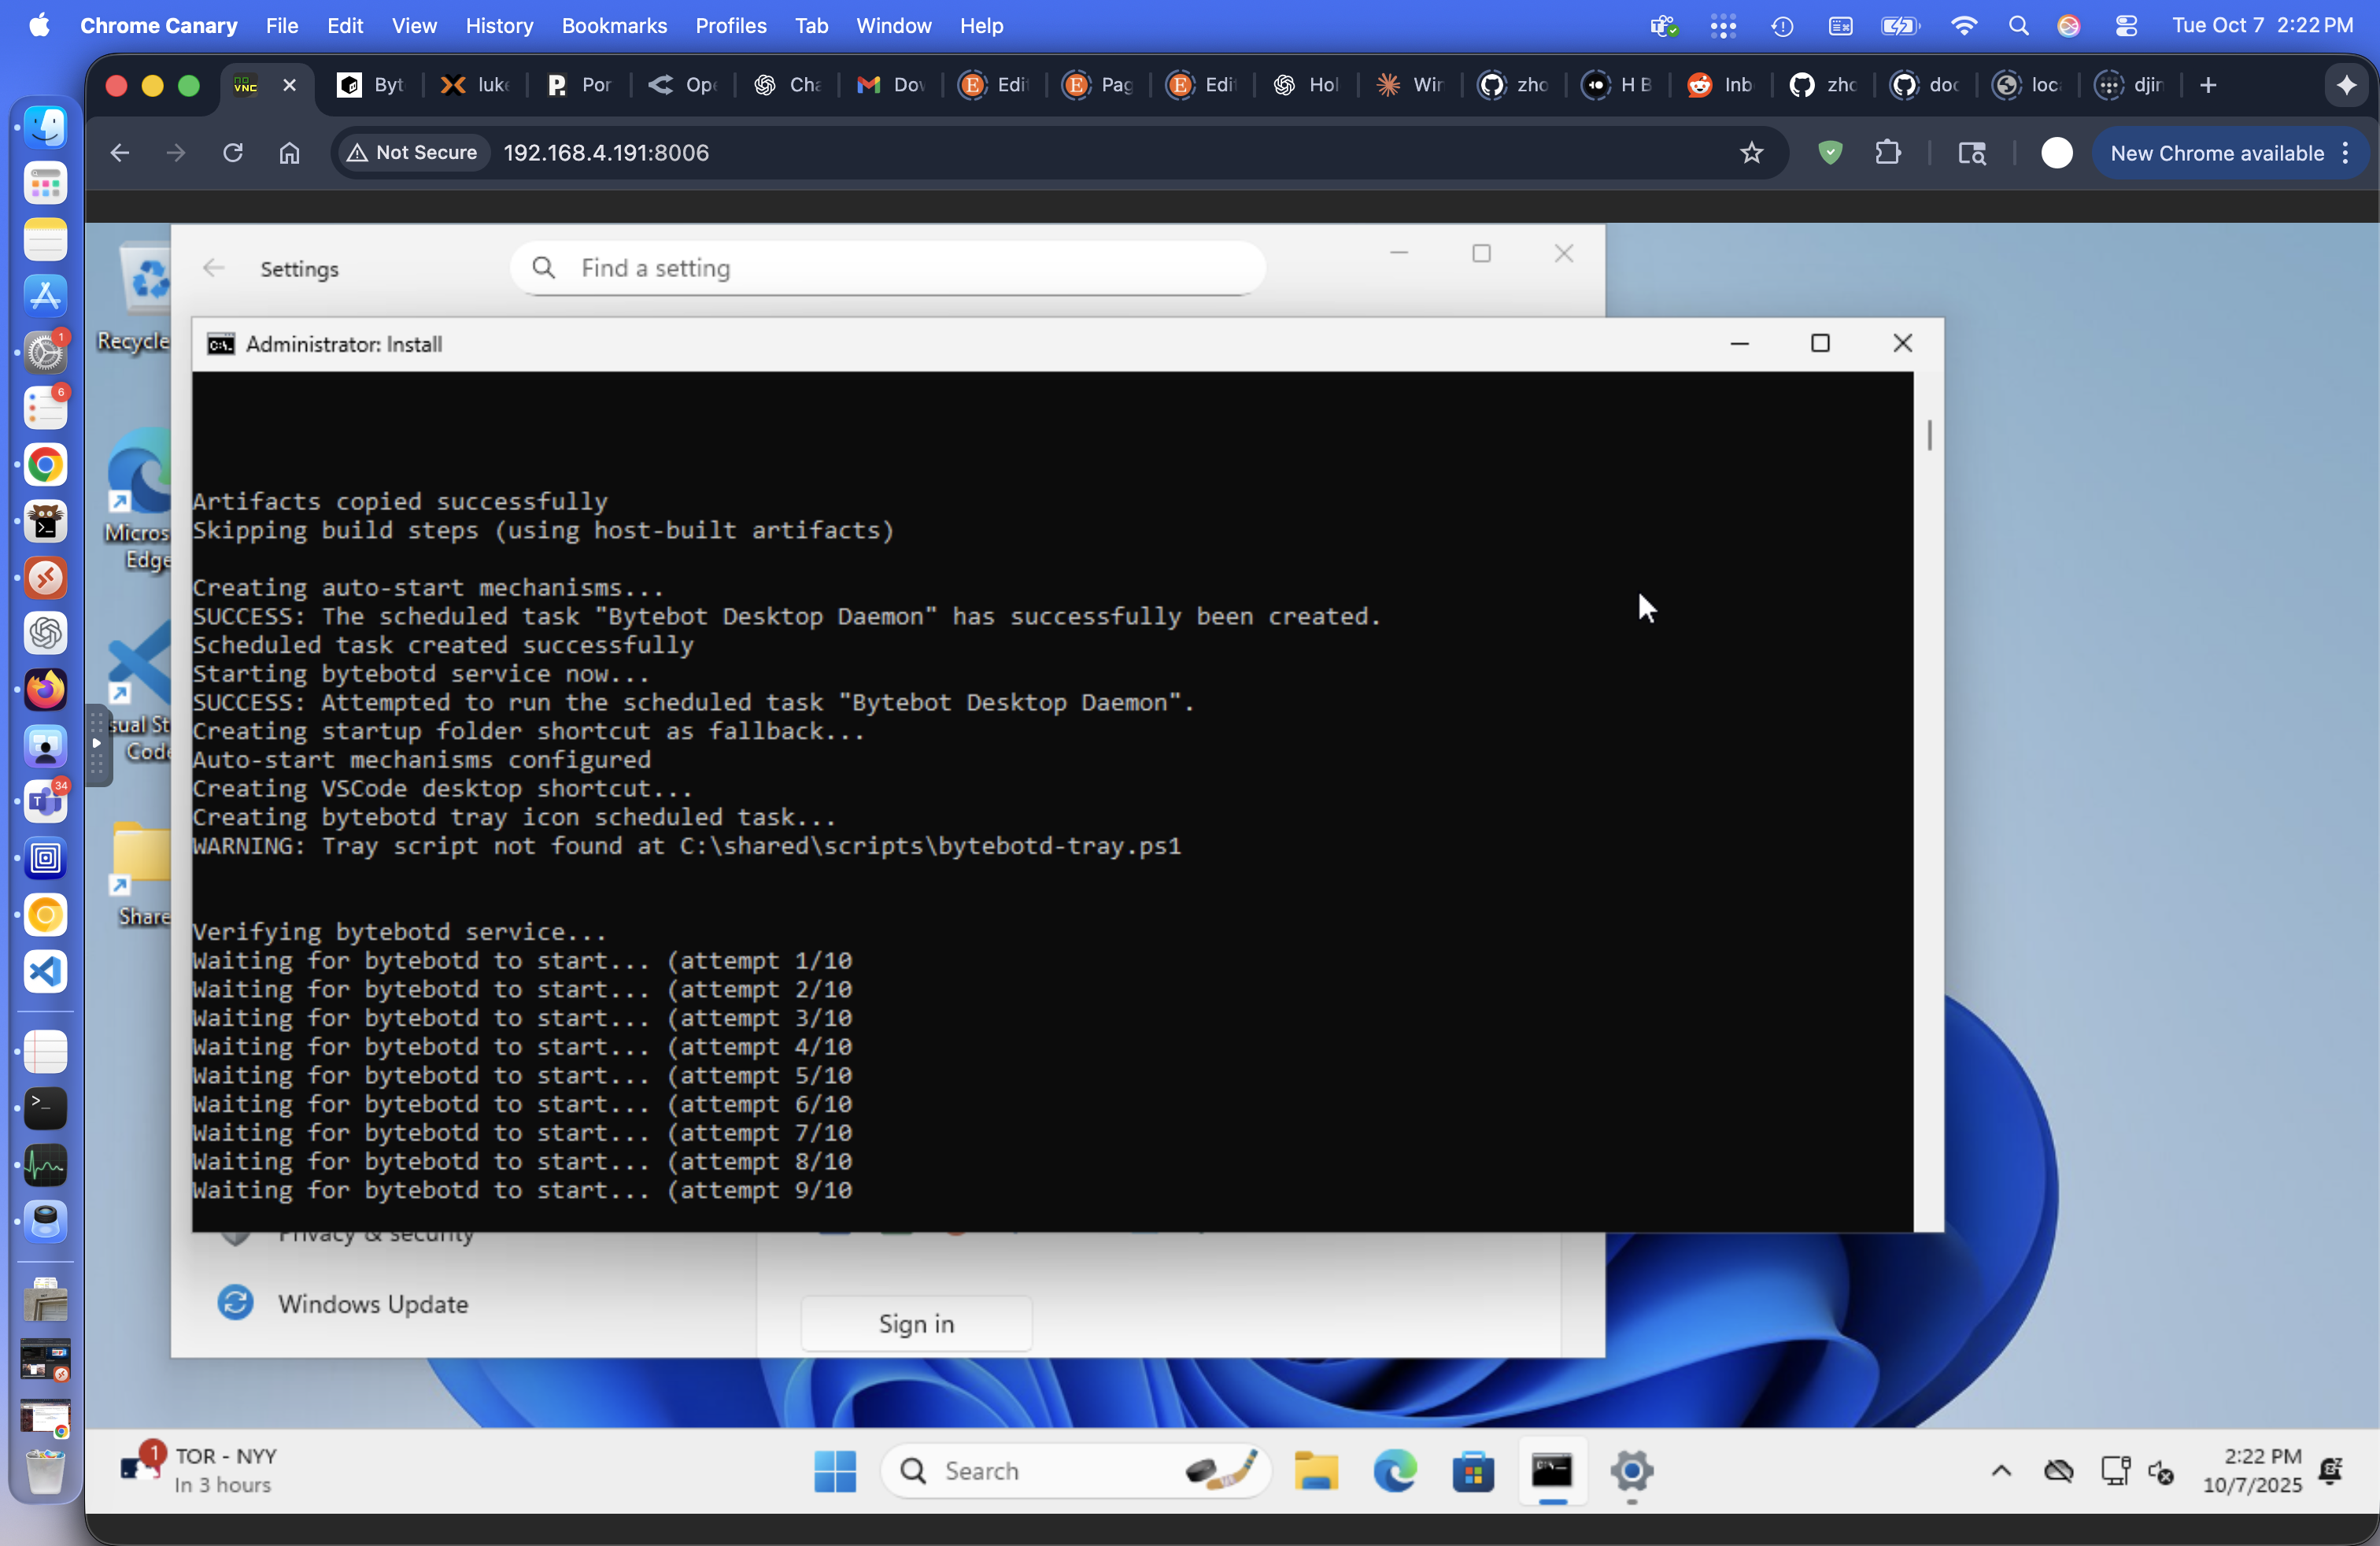 Chrome Canary File Edit View History Bookmarks Profiles Tab Window Help Tue Oct 7 2:22 PM
no VNC Byt luke Por Ope Cha Dov Edi Pag Edi Hol Win zho H B Inb zho doc loc djin
Not Secure 192.168.4.191:8006 New Chrome available
Settings Find a setting
Recycle
Administrator: Install
Artifacts copied successfully
Skipping build steps (using host-built artifacts)
Micros
Edge
Creating auto-start mechanisms...
SUCCESS: The scheduled task "Bytebot Desktop Daemon" has successfully been created.
Scheduled task created successfully
Starting bytebotd service now...
SUCCESS: Attempted to run the scheduled task "Bytebot Desktop Daemon".
Creating startup folder shortcut as fallback...
Auto-start mechanisms configured
Creating VSCode desktop shortcut...
Creating bytebotd tray icon scheduled task...
WARNING: Tray script not found at C:\shared\scripts\bytebotd-tray.ps1
sual St
Code
Share
Verifying bytebotd service...
Waiting for bytebotd to start... (attempt 1/10
Waiting for bytebotd to start... (attempt 2/10
Waiting for bytebotd to start... (attempt 3/10
Waiting for bytebotd to start... (attempt 4/10
Waiting for bytebotd to start... (attempt 5/10
Waiting for bytebotd to start... (attempt 6/10
Waiting for bytebotd to start... (attempt 7/10
Waiting for bytebotd to start... (attempt 8/10
Waiting for bytebotd to start... (attempt 9/10
Privacy & security
Windows Update
Sign in
1
6
34
1 TOR - NYY
In 3 hours
Search
2:22 PM
10/7/2025